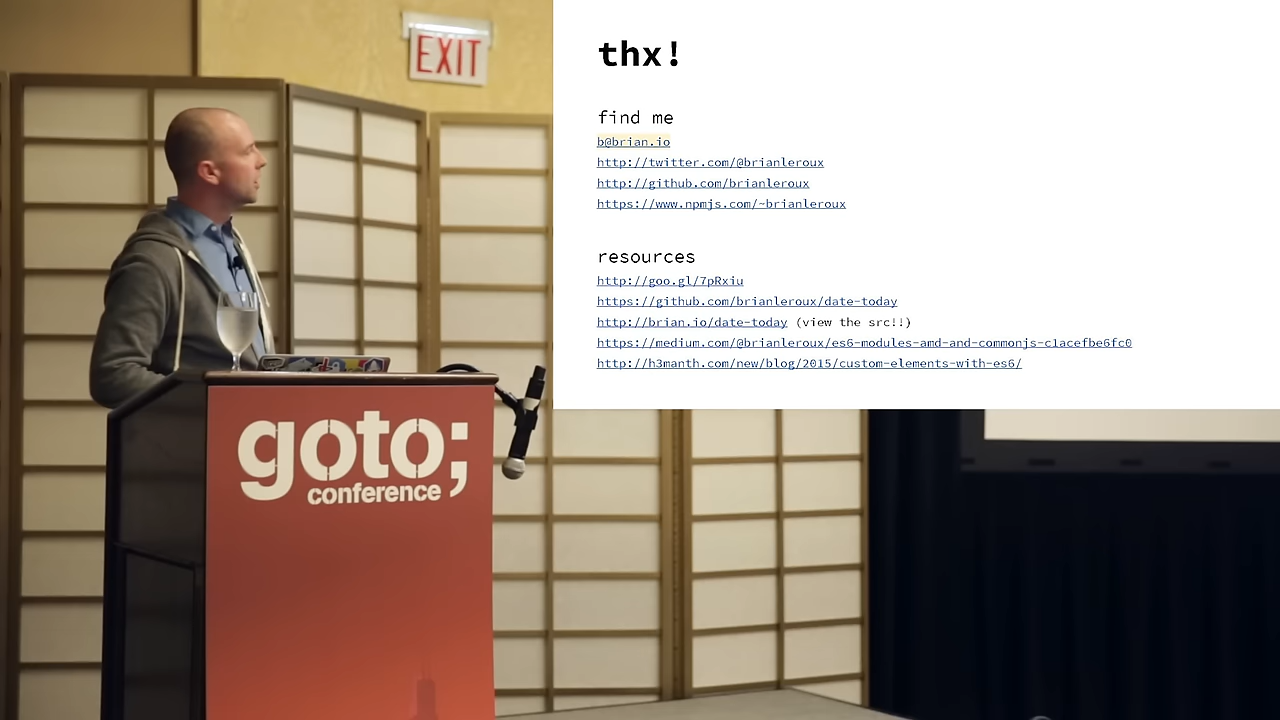 EXIT
thx!
find me
b@brian.io
http://twitter.com/@brianleroux
http://github.com/brianleroux
https://www.npmjs.com/~brianleroux
resources
http://goo.gl/7pRxiu
https://github.com/brianleroux/date-today
http://brian.io/date-today (view the src!!)
https://medium.com/@brianleroux/es6-modules-amd-and-commonjs-c1acefbe6fc0
http://h3manth.com/new/blog/2015/custom-elements-with-es6/
goto;
conference